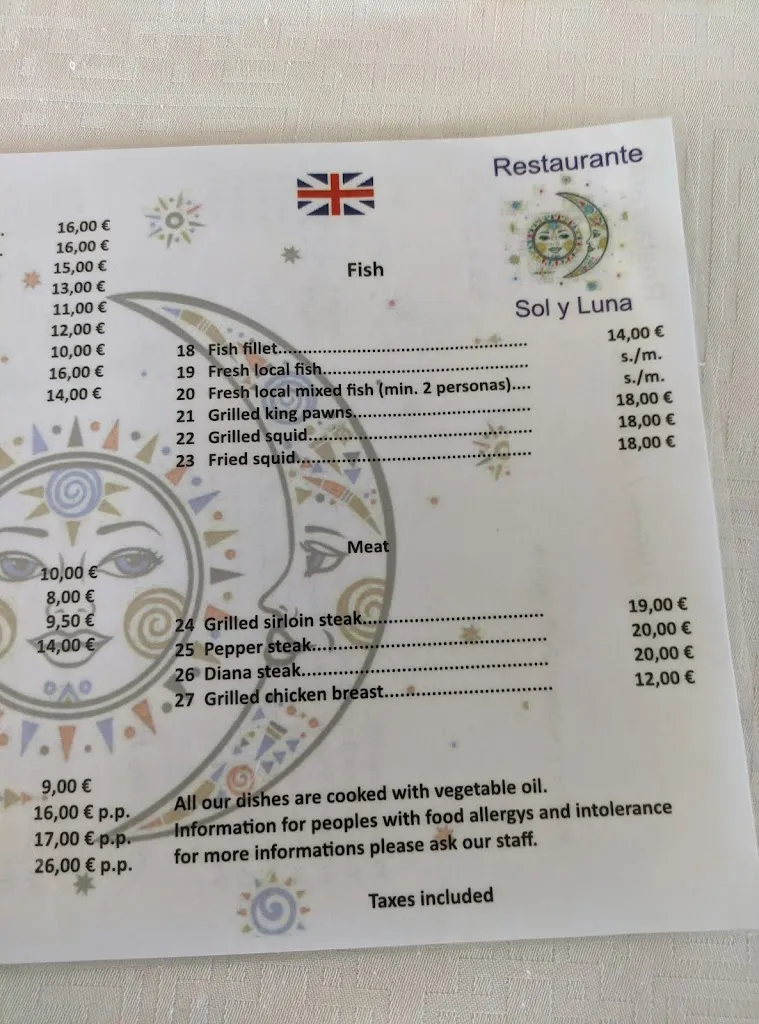 Restaurante
Sol y Luna
16,00 €
16,00 €
15,00 €
13,00 €
11,00 €
12,00 €
10,00 €
16,00 €
14,00 €
10,00 €
8,00 €
9,50 €
14,00 €
9,00 €
16,00 € p.p.
17,00 € p.p.
26,00 € p.p.
Fish
18 Fish fillet................................................ 14,00 €
19 Fresh local fish....................................... s./m.
20 Fresh local mixed fish (min. 2 personas).... s./m.
21 Grilled king pawns.................................. 18,00 €
22 Grilled squid........................................... 18,00 €
23 Fried squid............................................. 18,00 €
Meat
24 Grilled sirloin steak.................................. 19,00 €
25 Pepper steak........................................... 20,00 €
26 Diana steak............................................. 20,00 €
27 Grilled chicken breast.............................. 12,00 €
All our dishes are cooked with vegetable oil.
Information for peoples with food allergys and intolerance
for more informations please ask our staff.
Taxes included